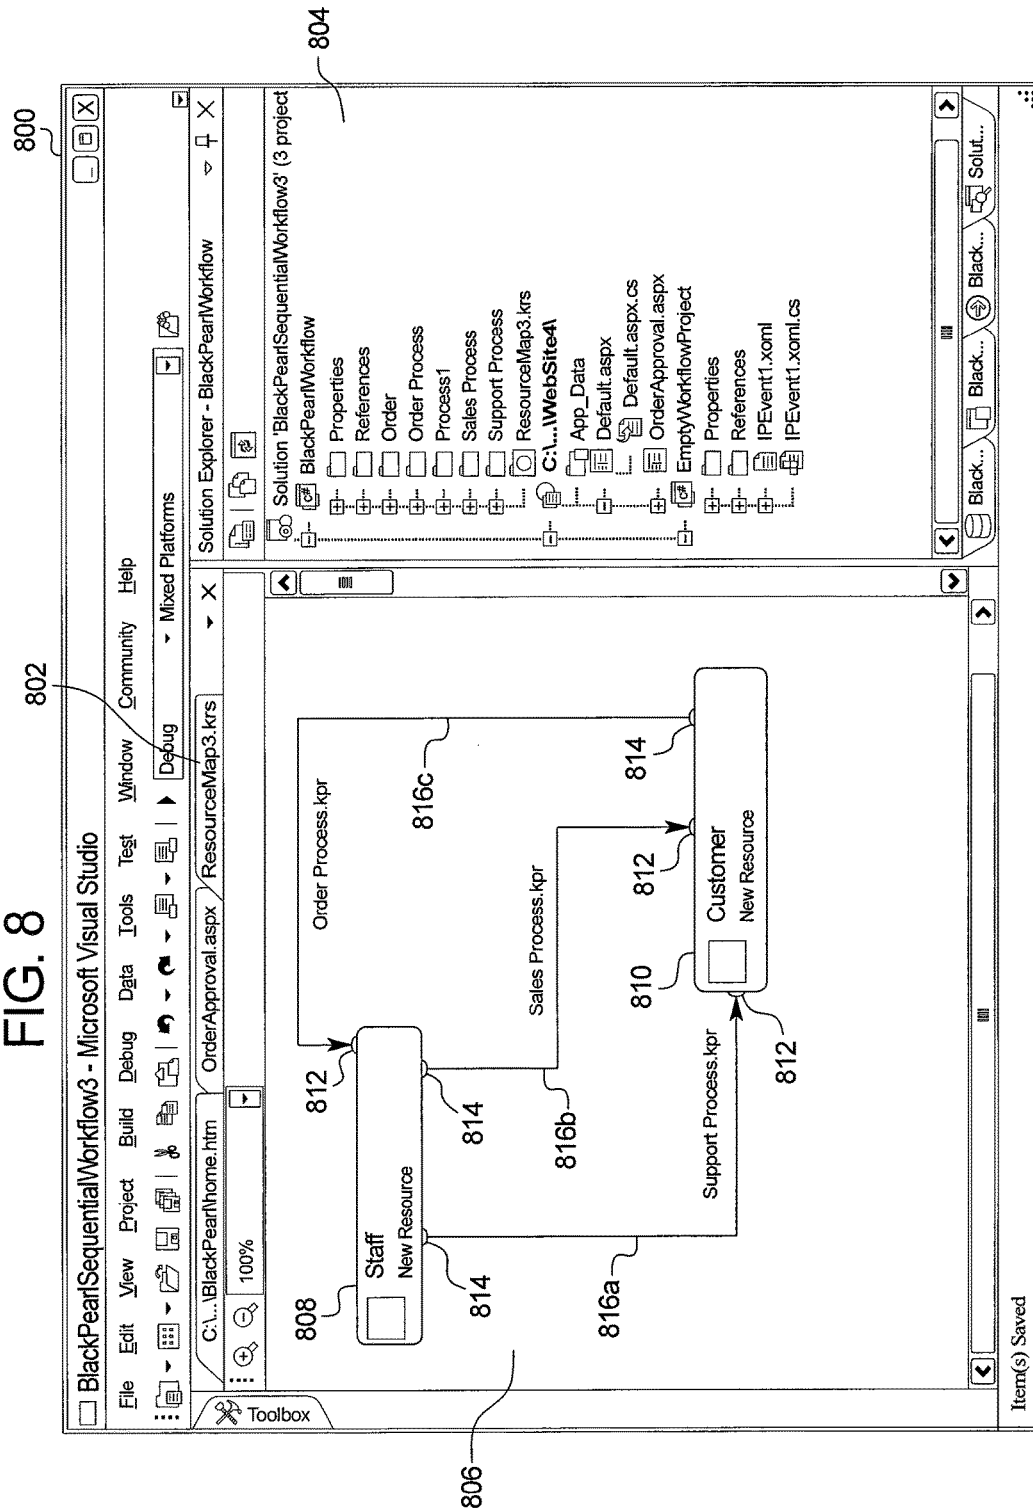 FIG. 8
800
BlackPearlSequentialWorkflow3 - Microsoft Visual Studio
File Edit View Project Build Debug Data Tools Test Window Community Help
802
Debug
Mixed Platforms
C:\...\BlackPearl\home.htm
OrderApproval.aspx
ResourceMap3.krs
Solution Explorer - BlackPearlWorkflow
100%
Toolbox
804
Solution 'BlackPearlSequentialWorkflow3' (3 project
C# BlackPearlWorkflow
Properties
References
Order
Order Process
Process1
Sales Process
Support Process
ResourceMap3.krs
C:\...WebSite4\
App_Data
Default.aspx
Default.aspx.cs
OrderApproval.aspx
C# EmptyWorkflowProject
Properties
References
IPEvent1.xoml
IPEvent1.xoml.cs
Black...
Black...
Black...
Solut...
Order Process.kpr
808
812
Staff
New Resource
814
814
816c
Sales Process.kpr
816b
816a
810
812
814
Support Process.kpr
Customer
New Resource
812
806
Item(s) Saved